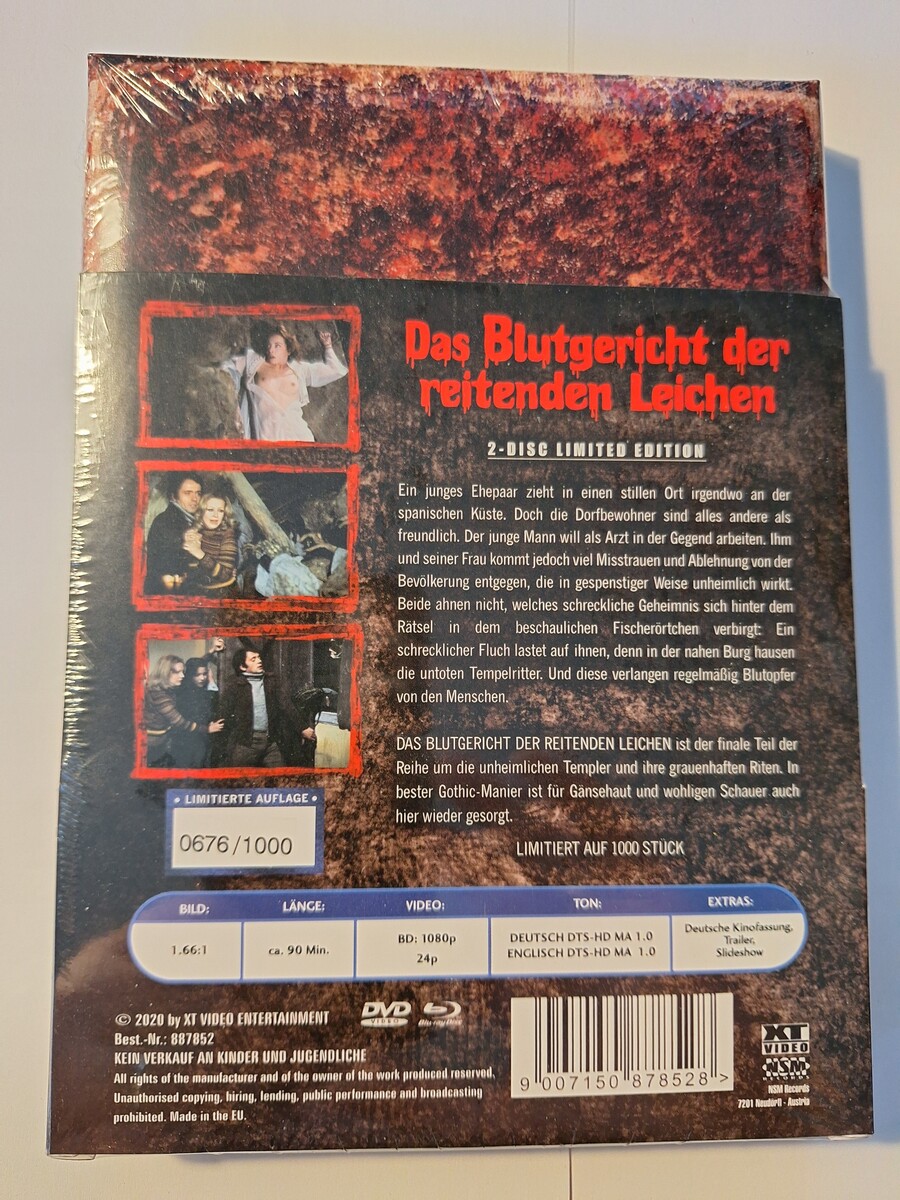 Das Blutgericht der
reitenden Leichen
2-DISC LIMITED EDITION
Ein junges Ehepaar zieht in einen stillen Ort irgendwo an der
spanischen Küste. Doch die Dorfbewohner sind alles andere als
freundlich. Der junge Mann will als Arzt in der Gegend arbeiten. Ihm
und seiner Frau kommt jedoch viel Misstrauen und Ablehnung von der
Bevölkerung entgegen, die in gespenstiger Weise unheimlich wirkt.
Beide ahnen nicht, welches schreckliche Geheimnis sich hinter dem
Rätsel in dem beschaulichen Fischerörtchen verbirgt: Ein
schrecklicher Fluch lastet auf ihnen, denn in der nahen Burg hausen
die untoten Tempelritter. Und diese verlangen regelmäßig Blutopfer
von den Menschen.
DAS BLUTGERICHT DER REITENDEN LEICHEN ist der finale Teil der
Reihe um die unheimlichen Templer und ihre grauenhaften Riten. In
bester Gothic-Manier ist für Gänsehaut und wohligen Schauer auch
hier wieder gesorgt.
LIMITIERT AUF 1000 STÜCK
• LIMITIERTE AUFLAGE •
0676/1000
BILD: LÄNGE: VIDEO: TON: EXTRAS:
1.66:1
ca. 90 Min.
BD: 1080p
24p
DEUTSCH DTS-HD MA 1.0
ENGLISCH DTS-HD MA 1.0
Deutsche Kinofassung,
Trailer,
Slideshow
© 2020 by XT VIDEO ENTERTAINMENT
Best.-Nr.: 887852
KEIN VERKAUF AN KINDER UND JUGENDLICHE
All rights of the manufacturer and of the owner of the work produced reserved.
Unauthorised copying, hiring, lending, public performance and broadcasting
prohibited. Made in the EU.
DVD
VIDEO
Blu-ray Disc
9 007150 878528 >
XT
VIDEO
NSM
RECORDS
NSM Records
7201 Neudörfl - Austria